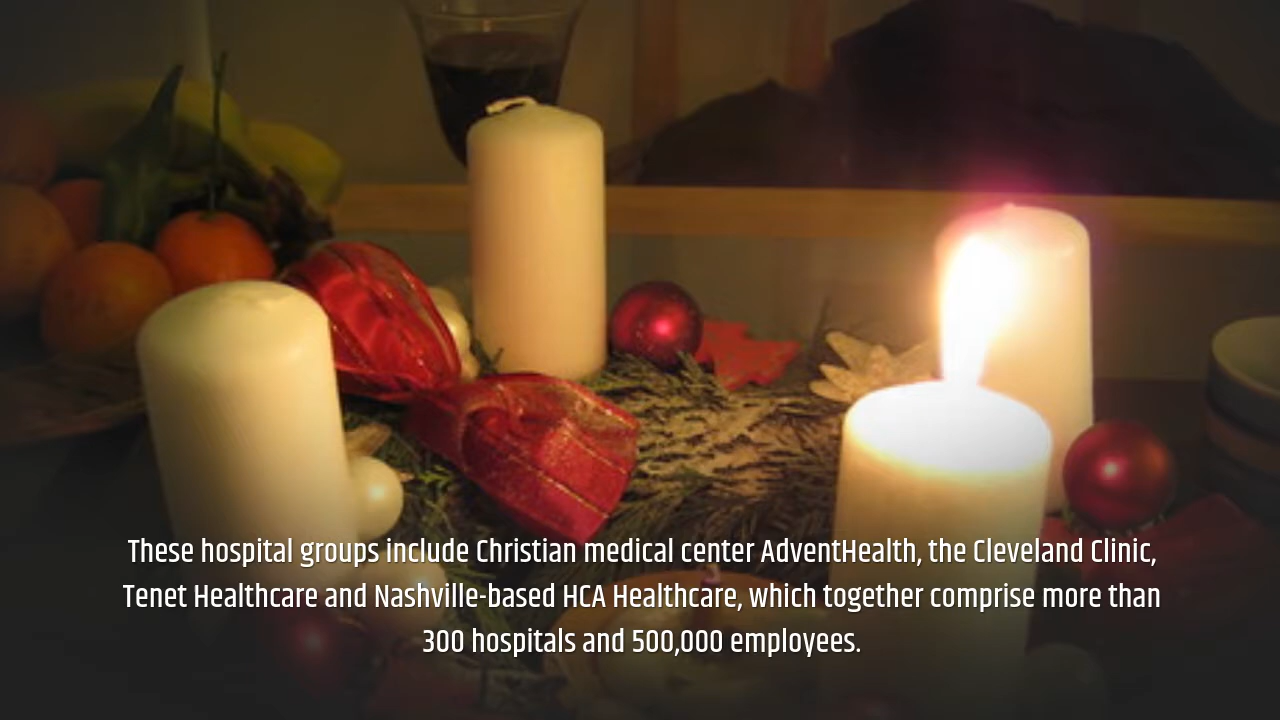 These hospital groups include Christian medical center AdventHealth, the Cleveland Clinic,
Tenet Healthcare and Nashville-based HCA Healthcare, which together comprise more than
300 hospitals and 500,000 employees.